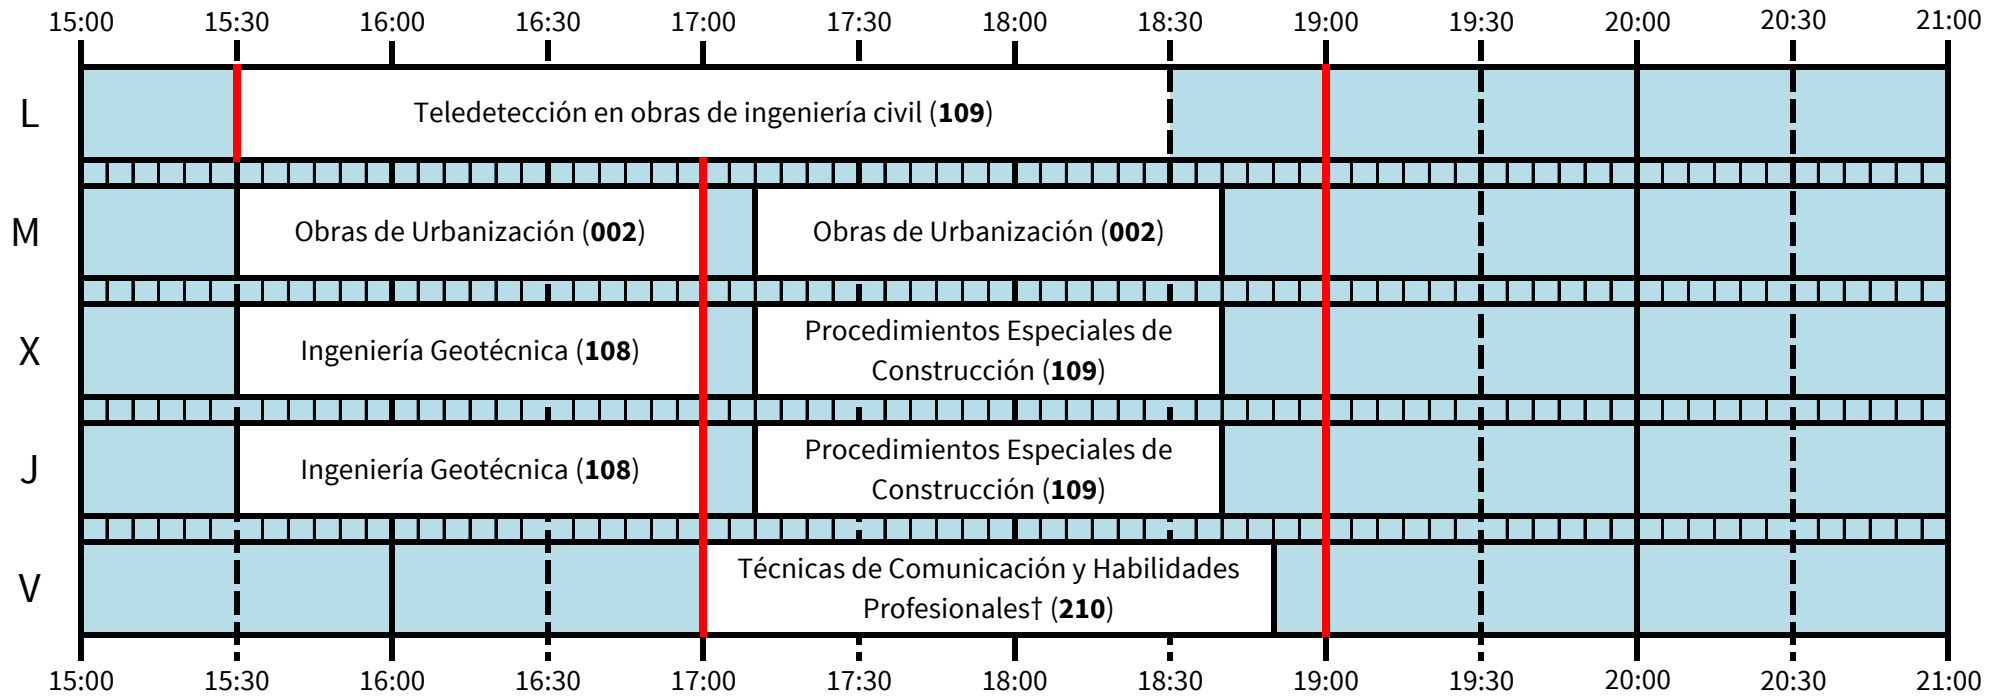 15:00 15:30 16:00 16:30 17:00 17:30 18:00 18:30 19:00 19:30 20:00 20:30 21:00
L Teledetección en obras de ingeniería civil (109)
M Obras de Urbanización (002) Obras de Urbanización (002)
X Ingeniería Geotécnica (108)
Procedimientos Especiales de
Construcción (109)
J Ingeniería Geotécnica (108)
Procedimientos Especiales de
Construcción (109)
V
Técnicas de Comunicación y Habilidades
Profesionales† (210)
15:00 15:30 16:00 16:30 17:00 17:30 18:00 18:30 19:00 19:30 20:00 20:30 21:00